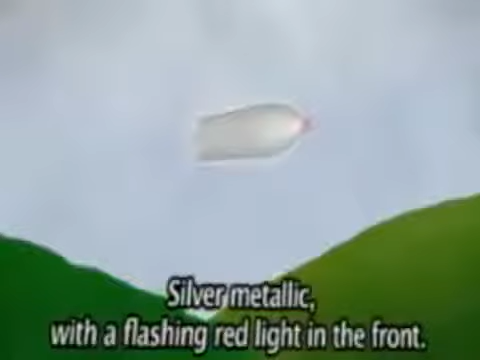 Silver metallic,
with a flashing red light in the front.